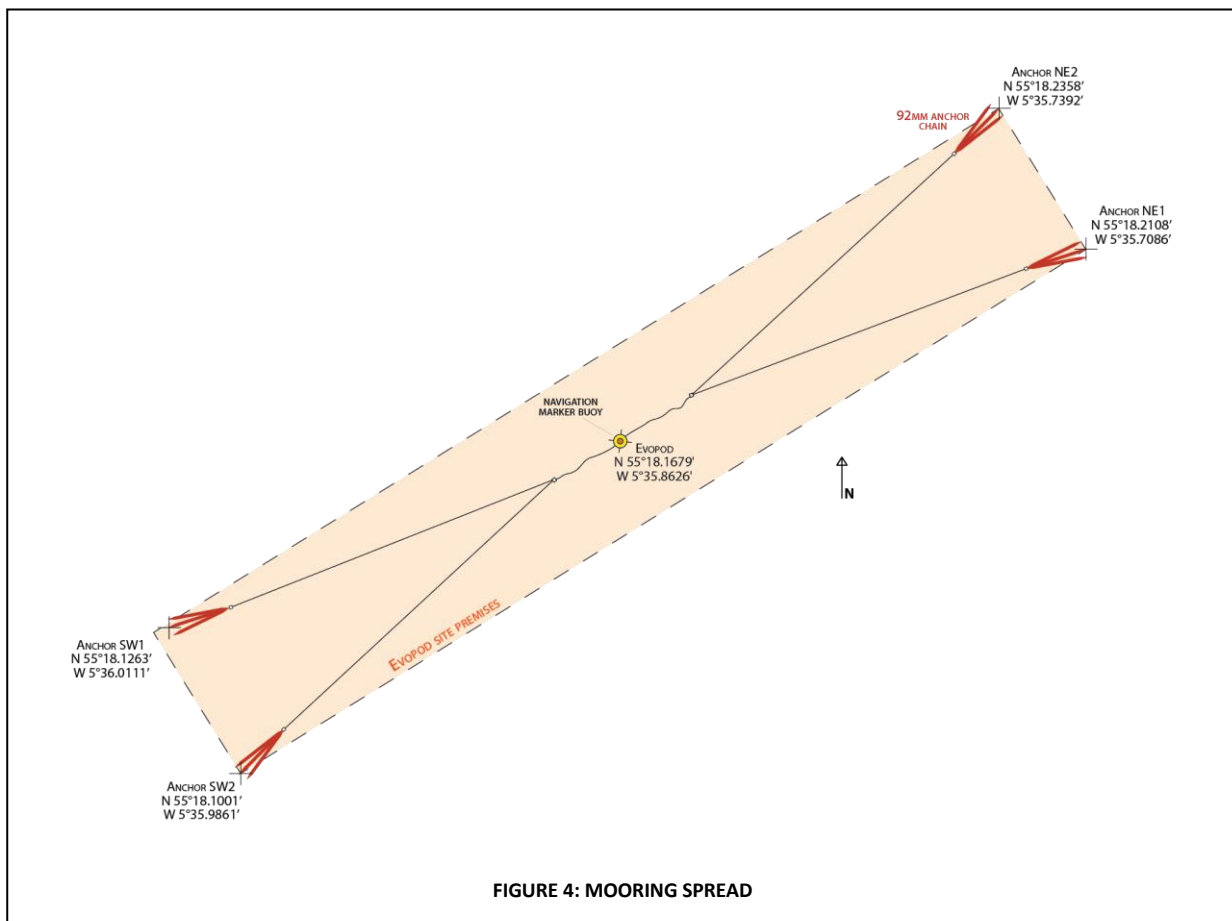 Anchor NE2
N 55°18.2358′
W 5°35.7392′
92mm anchor
chain
Anchor NE1
N 55°18.2108′
W 5°35.7086′
navigation
marker buoy
Evopod
N 55°18.1679′
W 5°35.8626′
N
Anchor SW1
N 55°18.1263′
W 5°36.0111′
Evopod site premises
Anchor SW2
N 55°18.1001′
W 5°35.9861′
FIGURE 4: MOORING SPREAD